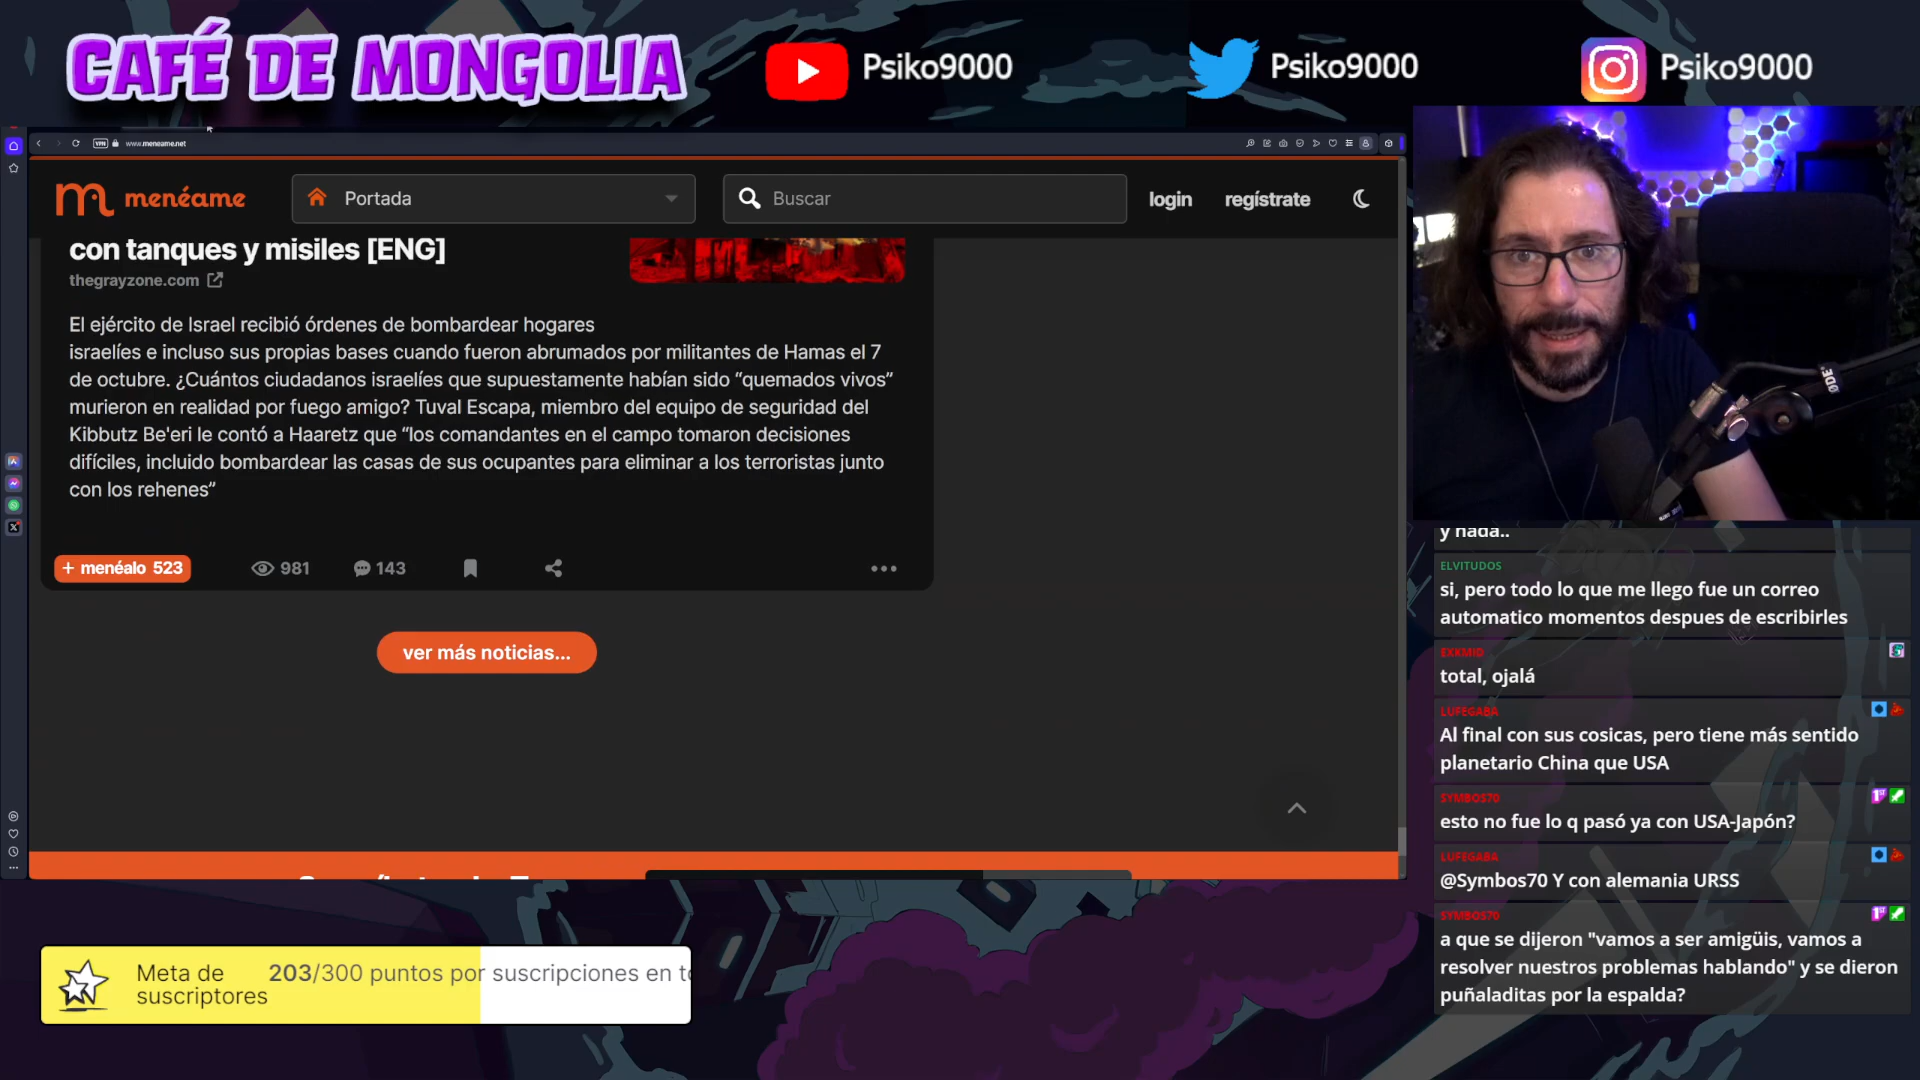 CAFÉ DE MONGOLIA
Psiko9000
Psiko9000
Psiko9000
VPN
www.meneame.net
menéame
Portada
Buscar
login
regístrate
con tanques y misiles [ENG]
thegrayzone.com
El ejército de Israel recibió órdenes de bombardear hogares
israelíes e incluso sus propias bases cuando fueron abrumados por militantes de Hamas el 7
de octubre. ¿Cuántos ciudadanos israelíes que supuestamente habían sido “quemados vivos”
murieron en realidad por fuego amigo? Tuval Escapa, miembro del equipo de seguridad del
Kibbutz Be'eri le contó a Haaretz que “los comandantes en el campo tomaron decisiones
difíciles, incluido bombardear las casas de sus ocupantes para eliminar a los terroristas junto
con los rehenes”
+ menéalo 523
981
143
ver más noticias...
Meta de
suscriptores
203/300 puntos por suscripciones en to
RØDE
y nada..
ELVITUDOS
si, pero todo lo que me llego fue un correo
automatico momentos despues de escribirles
EXKMID
total, ojalá
LUFEGABA
Al final con sus cosicas, pero tiene más sentido
planetario China que USA
SYMBOS70
esto no fue lo q pasó ya con USA-Japón?
LUFEGABA
@Symbos70 Y con alemania URSS
SYMBOS70
a que se dijeron "vamos a ser amigüis, vamos a
resolver nuestros problemas hablando" y se dieron
puñaladitas por la espalda?